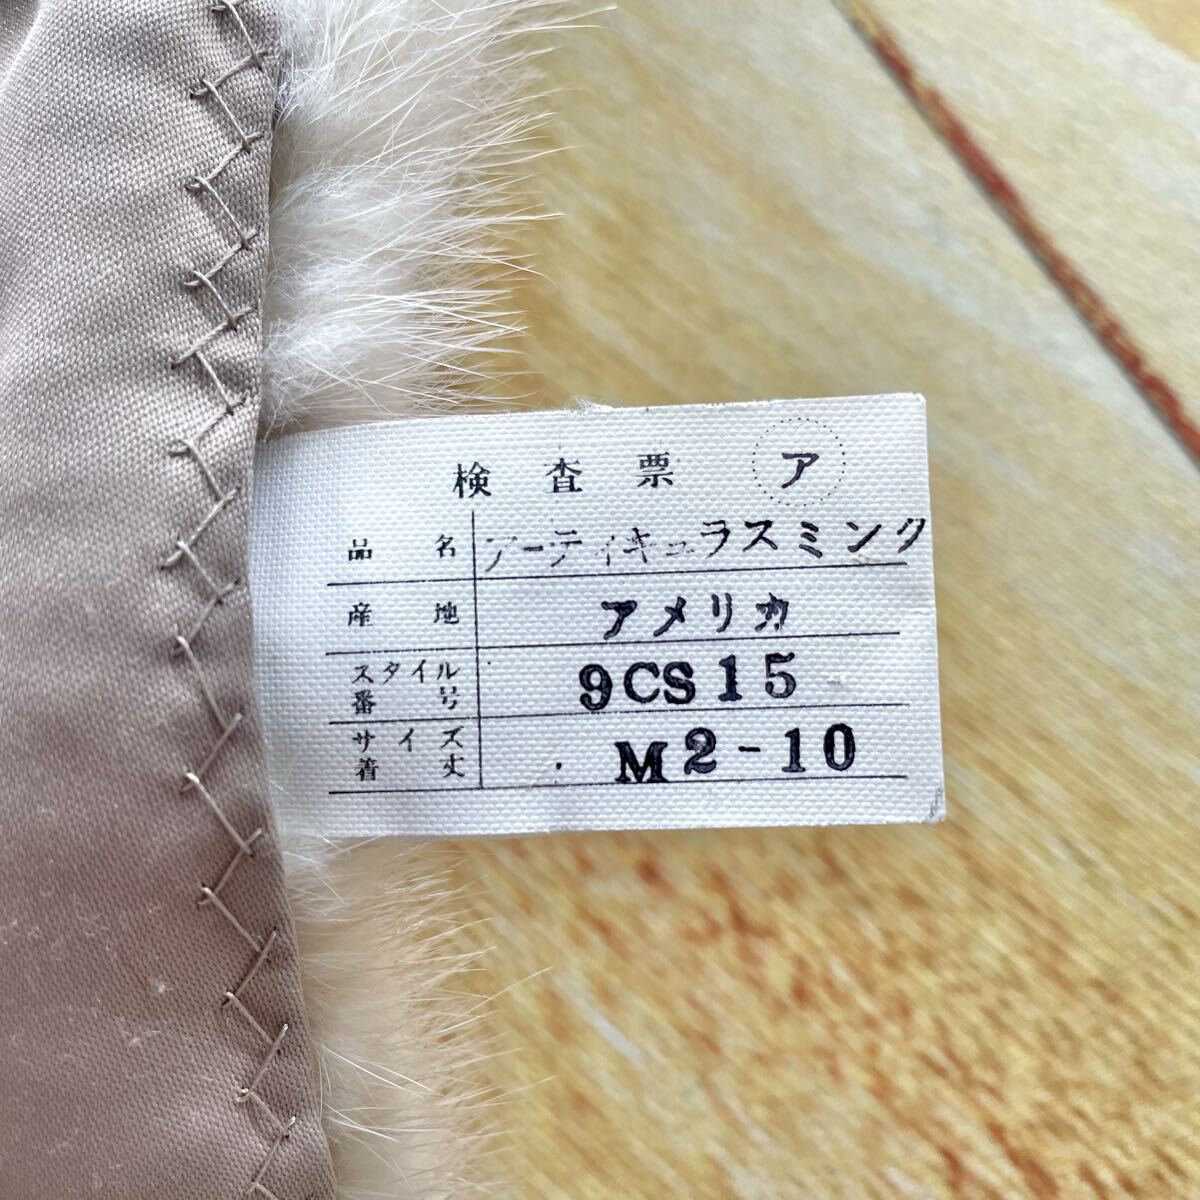 検査票 ア
品名 アーティキュラスミンク
産地 アメリカ
スタイル番号 9CS15
サイズ着丈 M2-10